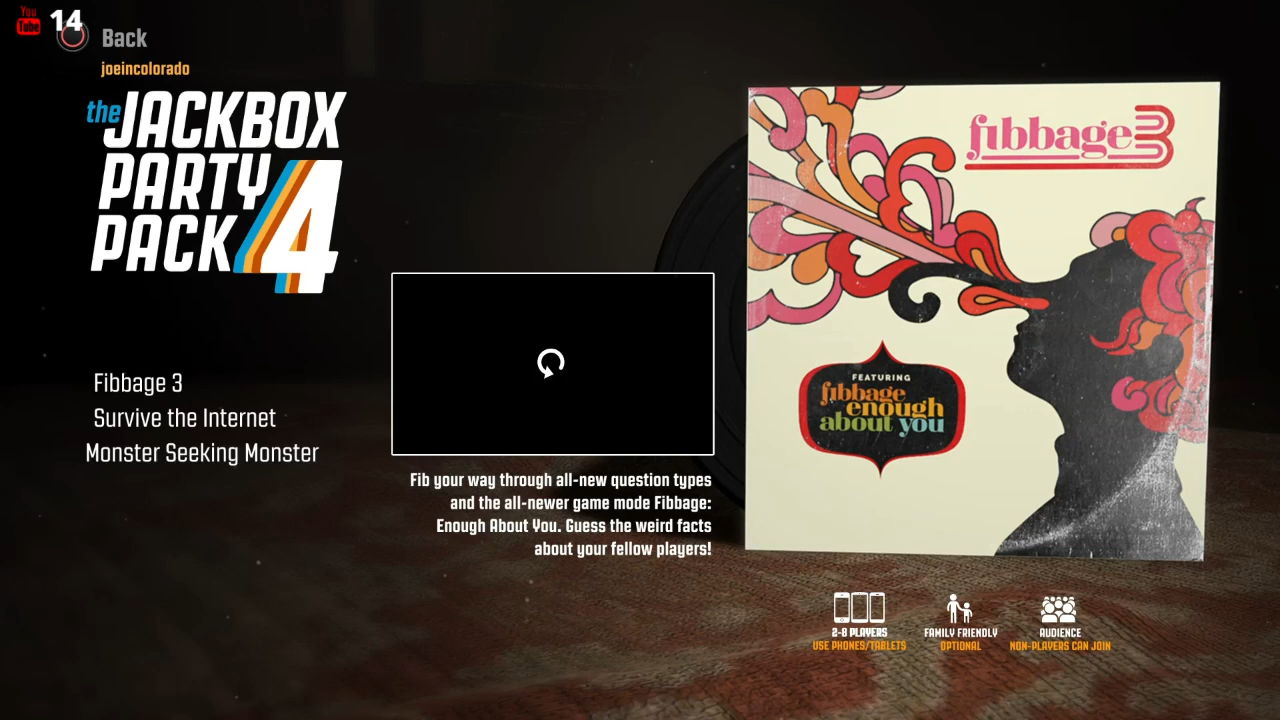 You
Tube
14
Back
joeincolorado
the JACKBOX
PARTY
PACK 4
Fibbage 3
Survive the Internet
Monster Seeking Monster
Fib your way through all-new question types
and the all-newer game mode Fibbage:
Enough About You. Guess the weird facts
about your fellow players!
fibbage 3
FEATURING
fibbage
enough
about you
2-8 PLAYERS
USE PHONES/TABLETS
FAMILY FRIENDLY
OPTIONAL
AUDIENCE
NON-PLAYERS CAN JOIN